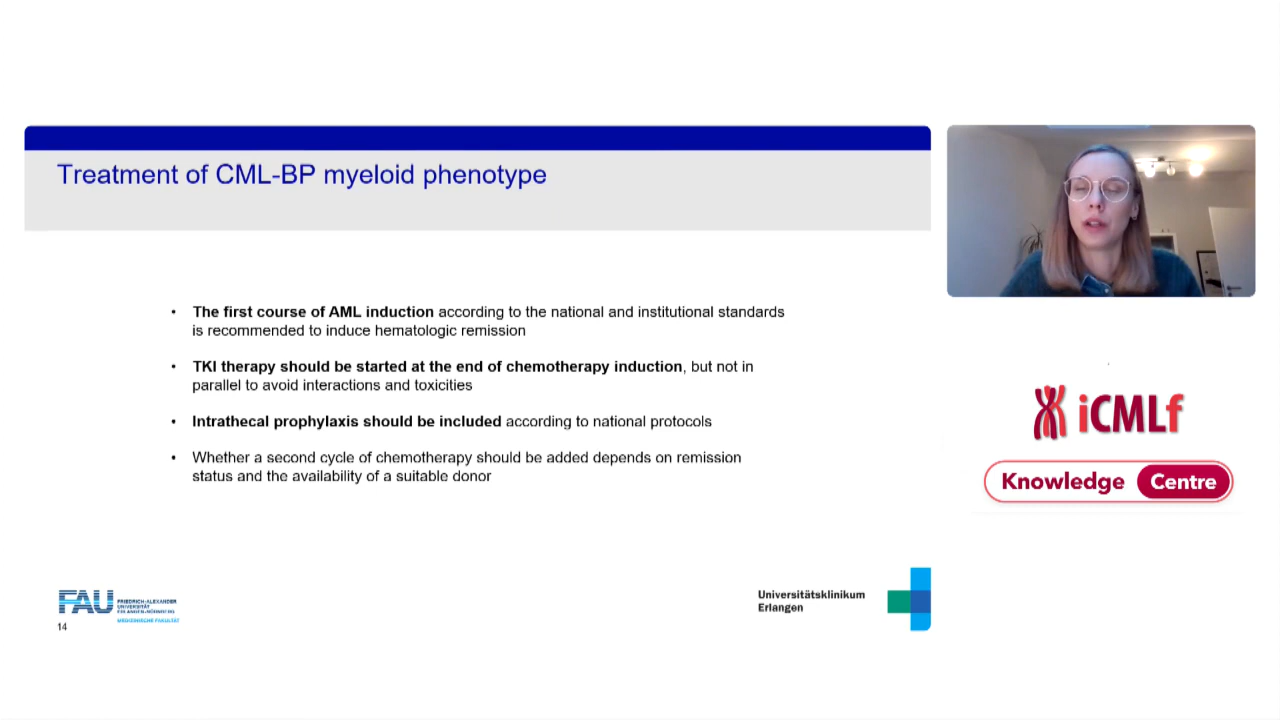 Treatment of CML-BP myeloid phenotype
• The first course of AML induction according to the national and institutional standards
is recommended to induce hematologic remission
• TKI therapy should be started at the end of chemotherapy induction, but not in
parallel to avoid interactions and toxicities
• Intrathecal prophylaxis should be included according to national protocols
• Whether a second cycle of chemotherapy should be added depends on remission
status and the availability of a suitable donor
FAU
FRIEDRICH-ALEXANDER
UNIVERSITÄT
ERLANGEN-NÜRNBERG
MEDIZINISCHE FAKULTÄT
14
Universitätsklinikum
Erlangen
iCMLf
Knowledge Centre